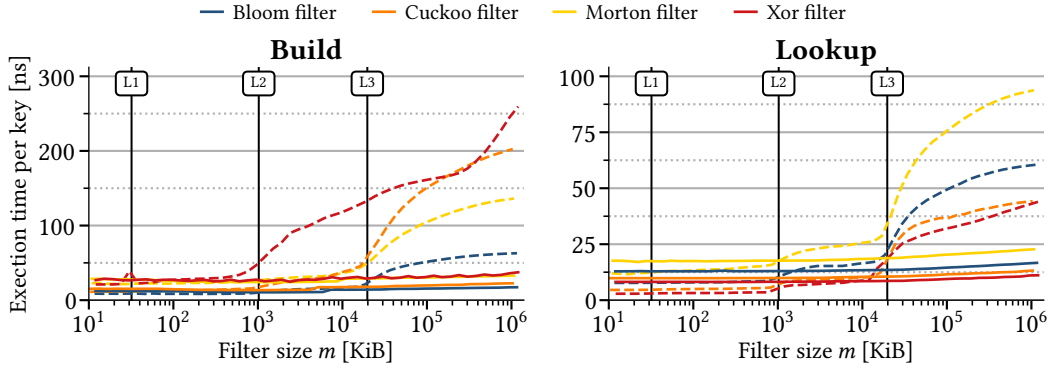 Bloom filter Cuckoo filter Morton filter Xor filter
Build Lookup
Exection time per key [ns]
300
250
200
150
100
50
0
L1 L2 L3
10^1 10^2 10^3 10^4 10^5 10^6
Filter size m [KiB]
100
75
50
25
0
L1 L2 L3
10^1 10^2 10^3 10^4 10^5 10^6
Filter size m [KiB]